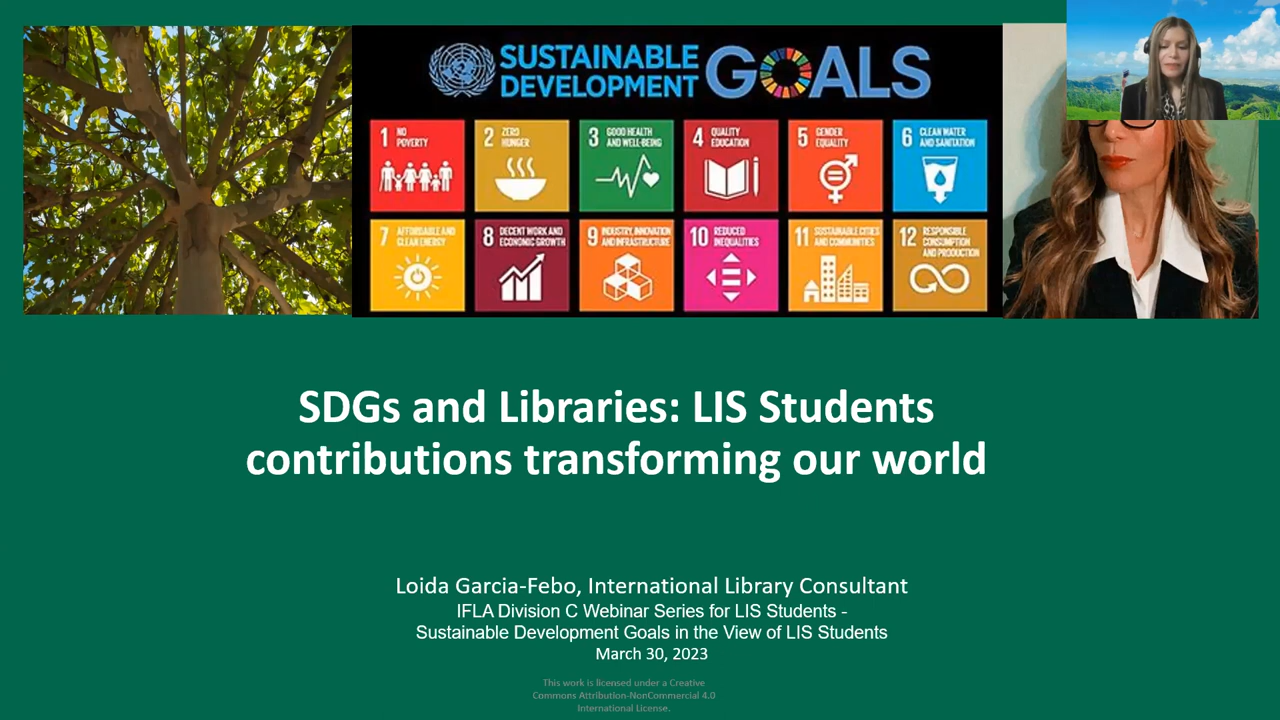 SUSTAINABLE
DEVELOPMENT
GOALS
1 NO
POVERTY
2 ZERO
HUNGER
3 GOOD HEALTH
AND WELL-BEING
4 QUALITY
EDUCATION
5 GENDER
EQUALITY
6 CLEAN WATER
AND SANITATION
7 AFFORDABLE AND
CLEAN ENERGY
8 DECENT WORK AND
ECONOMIC GROWTH
9 INDUSTRY, INNOVATION
AND INFRASTRUCTURE
10 REDUCED
INEQUALITIES
11 SUSTAINABLE CITIES
AND COMMUNITIES
12 RESPONSIBLE
CONSUMPTION
AND PRODUCTION
SDGs and Libraries: LIS Students
contributions transforming our world
Loida Garcia-Febo, International Library Consultant
IFLA Division C Webinar Series for LIS Students -
Sustainable Development Goals in the View of LIS Students
March 30, 2023
This work is licensed under a Creative
Commons Attribution-NonCommercial 4.0
International License.